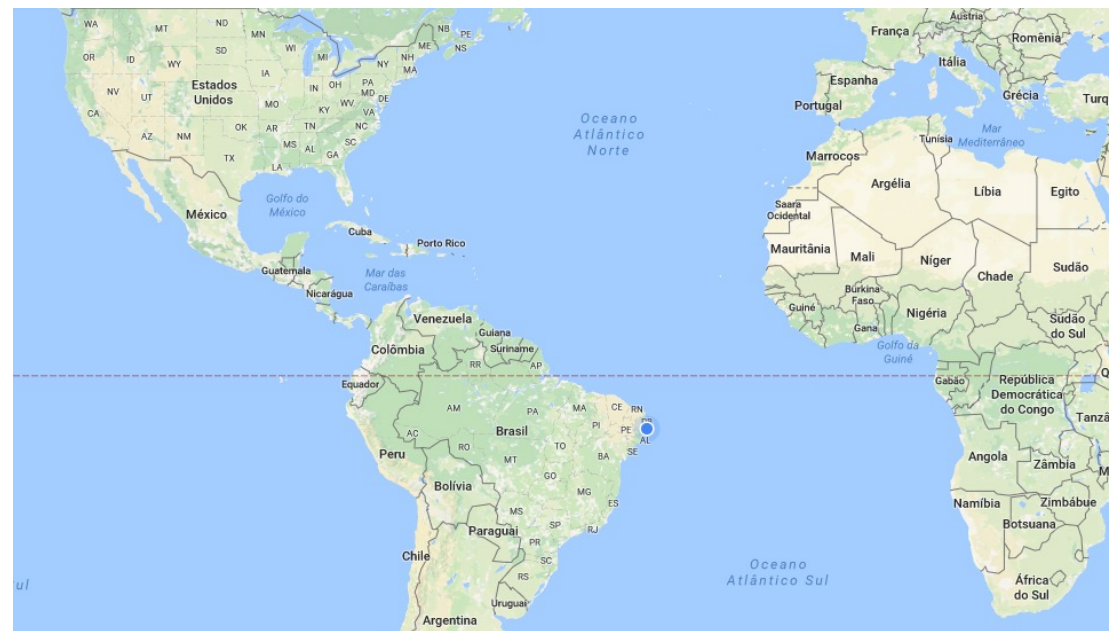 WA
MT
ND
MN
OR
ID
WY
SD
WI
MI
NY
NH
ME
NB
PE
NS
MA
IA
IN
OH
PA
MD
DE
NV
UT
Estados
Unidos
MO
KY
WV
VA
CA
AZ
NM
OK
AR
TN
NC
SC
MS
AL
GA
TX
LA
Golfo do
México
México
Cuba
Porto Rico
Guatemala
Mar das
Caraíbas
Nicarágua
Oceano
Atlântico
Norte
França
Áustria
Romênia
Itália
Espanha
Portugal
Grécia
Turq
Tunísia
Mar
Mediterrâneo
Marrocos
Argélia
Líbia
Egito
Saara
Ocidental
Mauritânia
Mali
Níger
Chade
Sudão
Burkina
Faso
Guiné
Gana
Nigéria
Sudão
do Sul
Golfo da
Guiné
Venezuela
Guiana
Suriname
Colômbia
RR
AP
Equador
AM
PA
MA
CE
RN
PI
PE
AL
SE
AC
RO
Brasil
TO
BA
MT
GO
MG
ES
Peru
Bolívia
MS
SP
RJ
Paraguai
PR
SC
RS
Chile
Uruguai
Argentina
Gabão
República
Democrática
do Congo
Q
Tanzâ
Angola
Zâmbia
M
Namíbia
Zimbábue
Botsuana
África
do Sul
Oceano
Atlântico Sul
ul